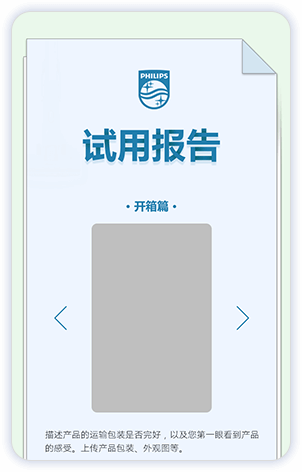 PHILIPS
试用报告
·开箱篇·
描述产品的运输包装是否完好，以及您第一眼看到产品
的感受。上传产品包装、外观图等。